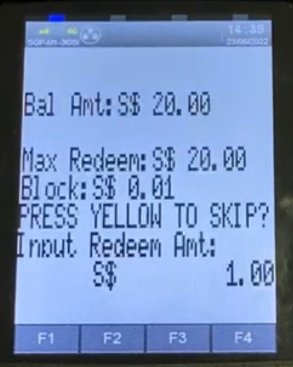 14:39
Bal Amt: S$ 20.00
Max Redeem: S$ 20.00
Block: S$ 0.01
PRESS YELLOW TO SKIP?
Input Redeem Amt:
S$ 1.00
F1 F2 F3 F4